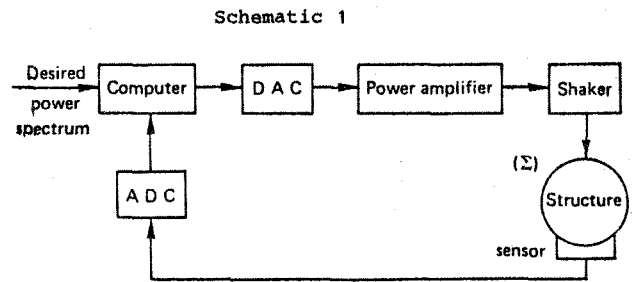 Schematic 1
Desired
power
spectrum
Computer
D A C
Power amplifier
Shaker
A D C
(Σ)
Structure
sensor